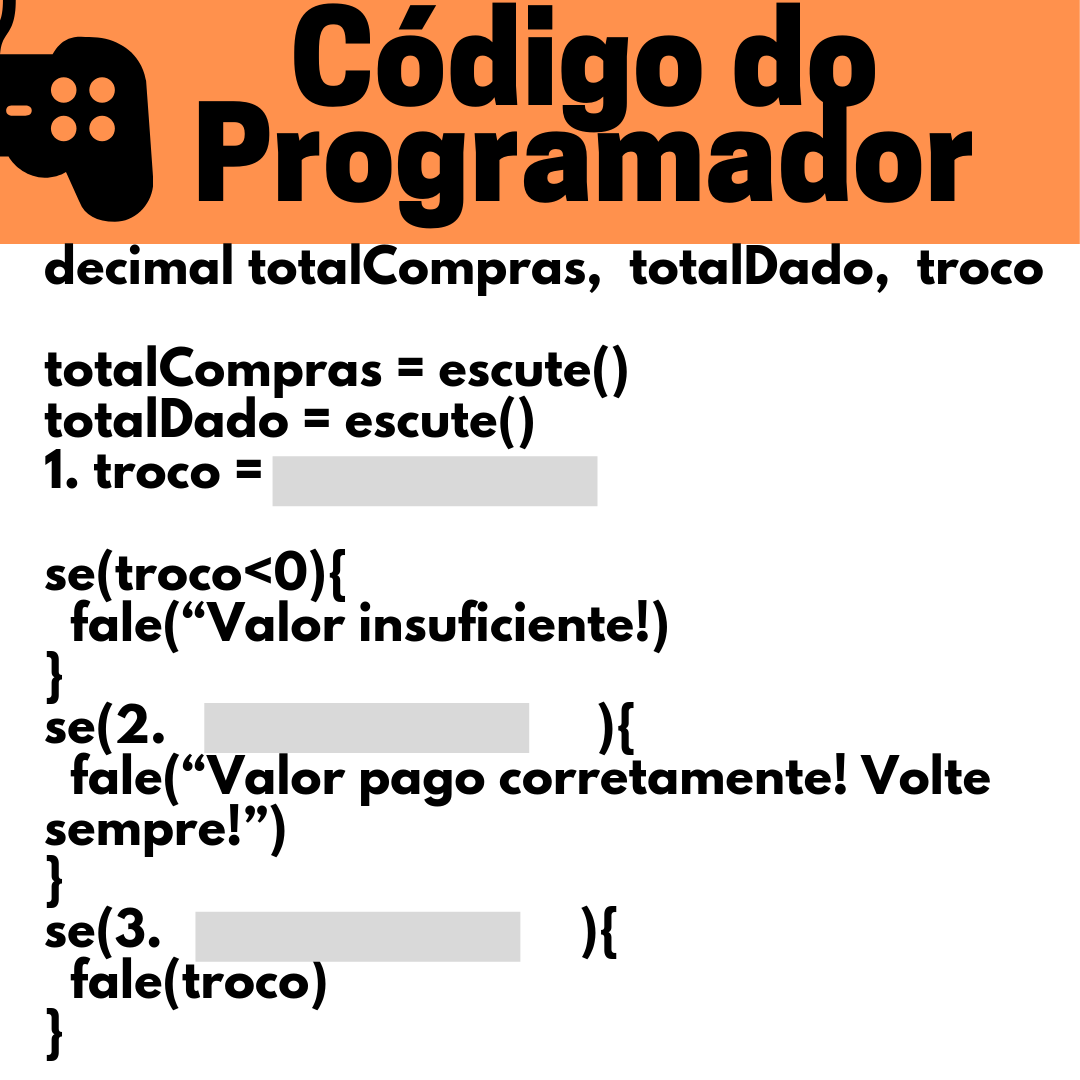 Código do
Programador
decimal totalCompras, totalDado, troco
totalCompras = escute()
totalDado = escute()
1. troco =
se(troco<0){
fale(“Valor insuficiente!)
}
se(2. ){
fale(“Valor pago corretamente! Volte
sempre!”)
}
se(3. ){
fale(troco)
}